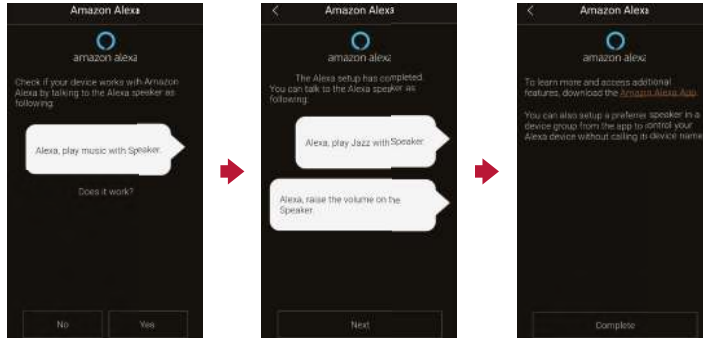 Amazon Alexa
amazon alexa
Check if your device works with Amazon
Alexa by talking to the Alexa speaker as
following:
Alexa, play music with Speaker.
Does it work?
No
Yes
Amazon Alexa
amazon alexa
The Alexa setup has completed.
You can talk to the Alexa speaker as
following:
Alexa, play Jazz with Speaker
Alexa, raise the volume on the
Speaker.
Next
Amazon Alexa
amazon alexa
To learn more and access additional
features, download the Amazon Alexa App.
You can also setup a preferred speaker in a
device group from the app to control your
Alexa device without calling its device name
Complete